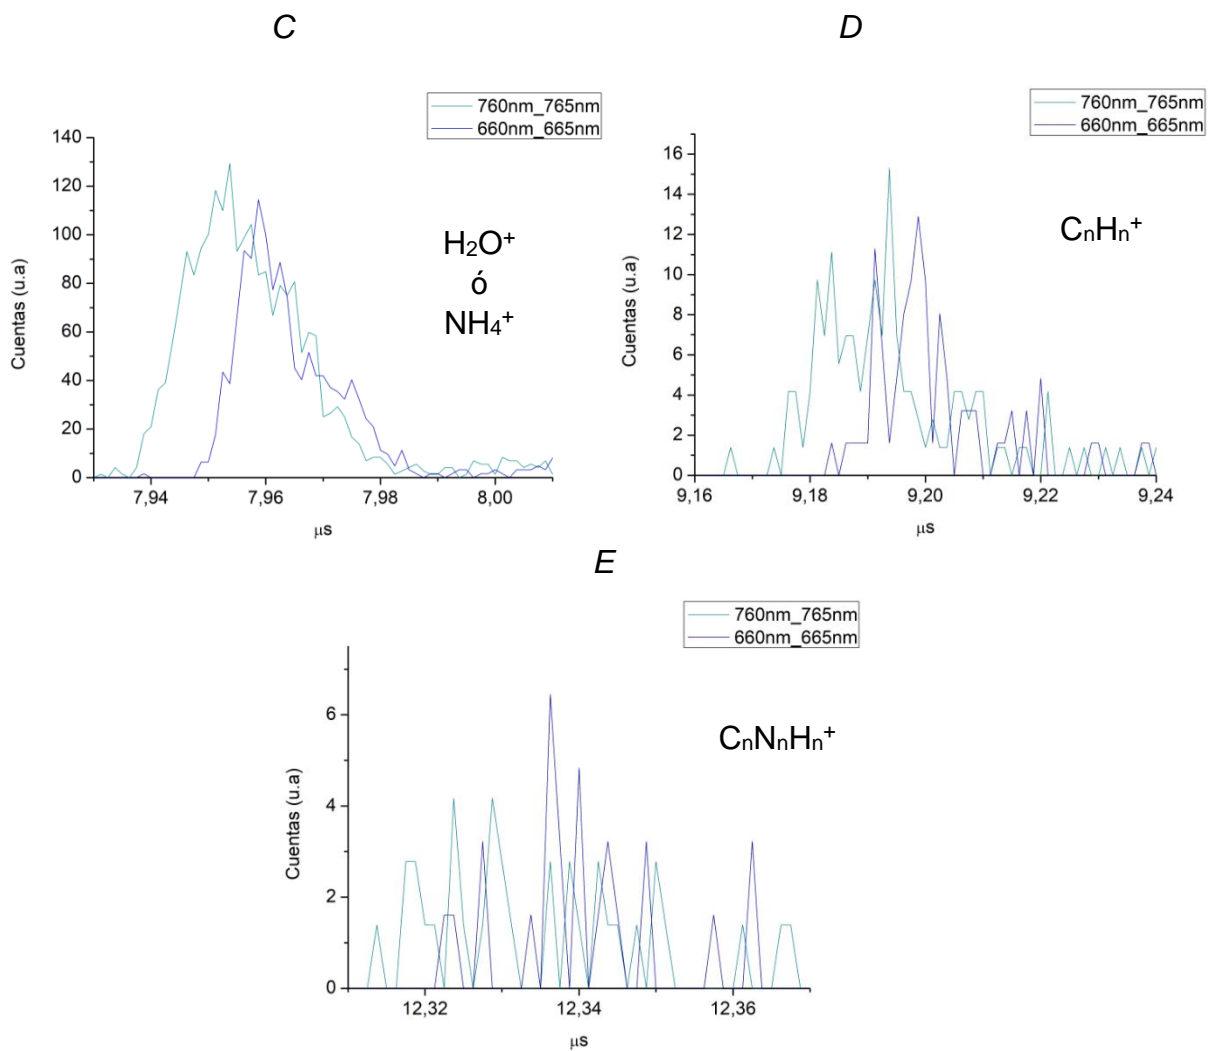 C
760nm_765nm
660nm_665nm
140
120
100
80
60
40
20
0
Cuentas (u.a)
H₂O⁺
ó
NH₄⁺
7,94
7,96
7,98
8,00
μs
D
760nm_765nm
660nm_665nm
16
14
12
10
8
6
4
2
0
Cuentas (u.a)
CₙHₙ⁺
9,16
9,18
9,20
9,22
9,24
μs
E
760nm_765nm
660nm_665nm
6
4
2
0
Cuentas (u.a)
CₙNₙHₙ⁺
12,32
12,34
12,36
μs